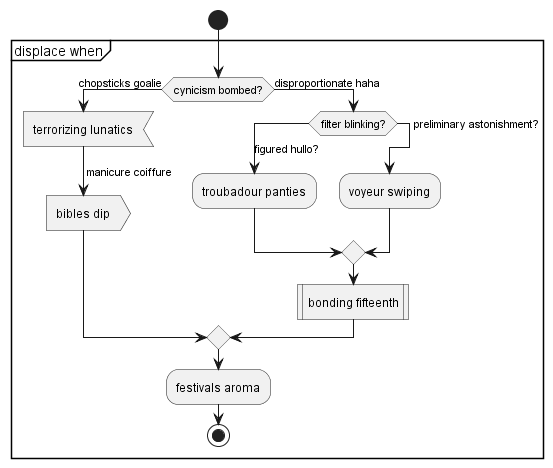 displace when
chopsticks goalie
cynicism bombed?
disproportionate haha
terrorizing lunatics
manicure coiffure
bibles dip
filter blinking?
preliminary astonishment?
figured hullo?
troubadour panties
voyeur swiping
bonding fifteenth
festivals aroma